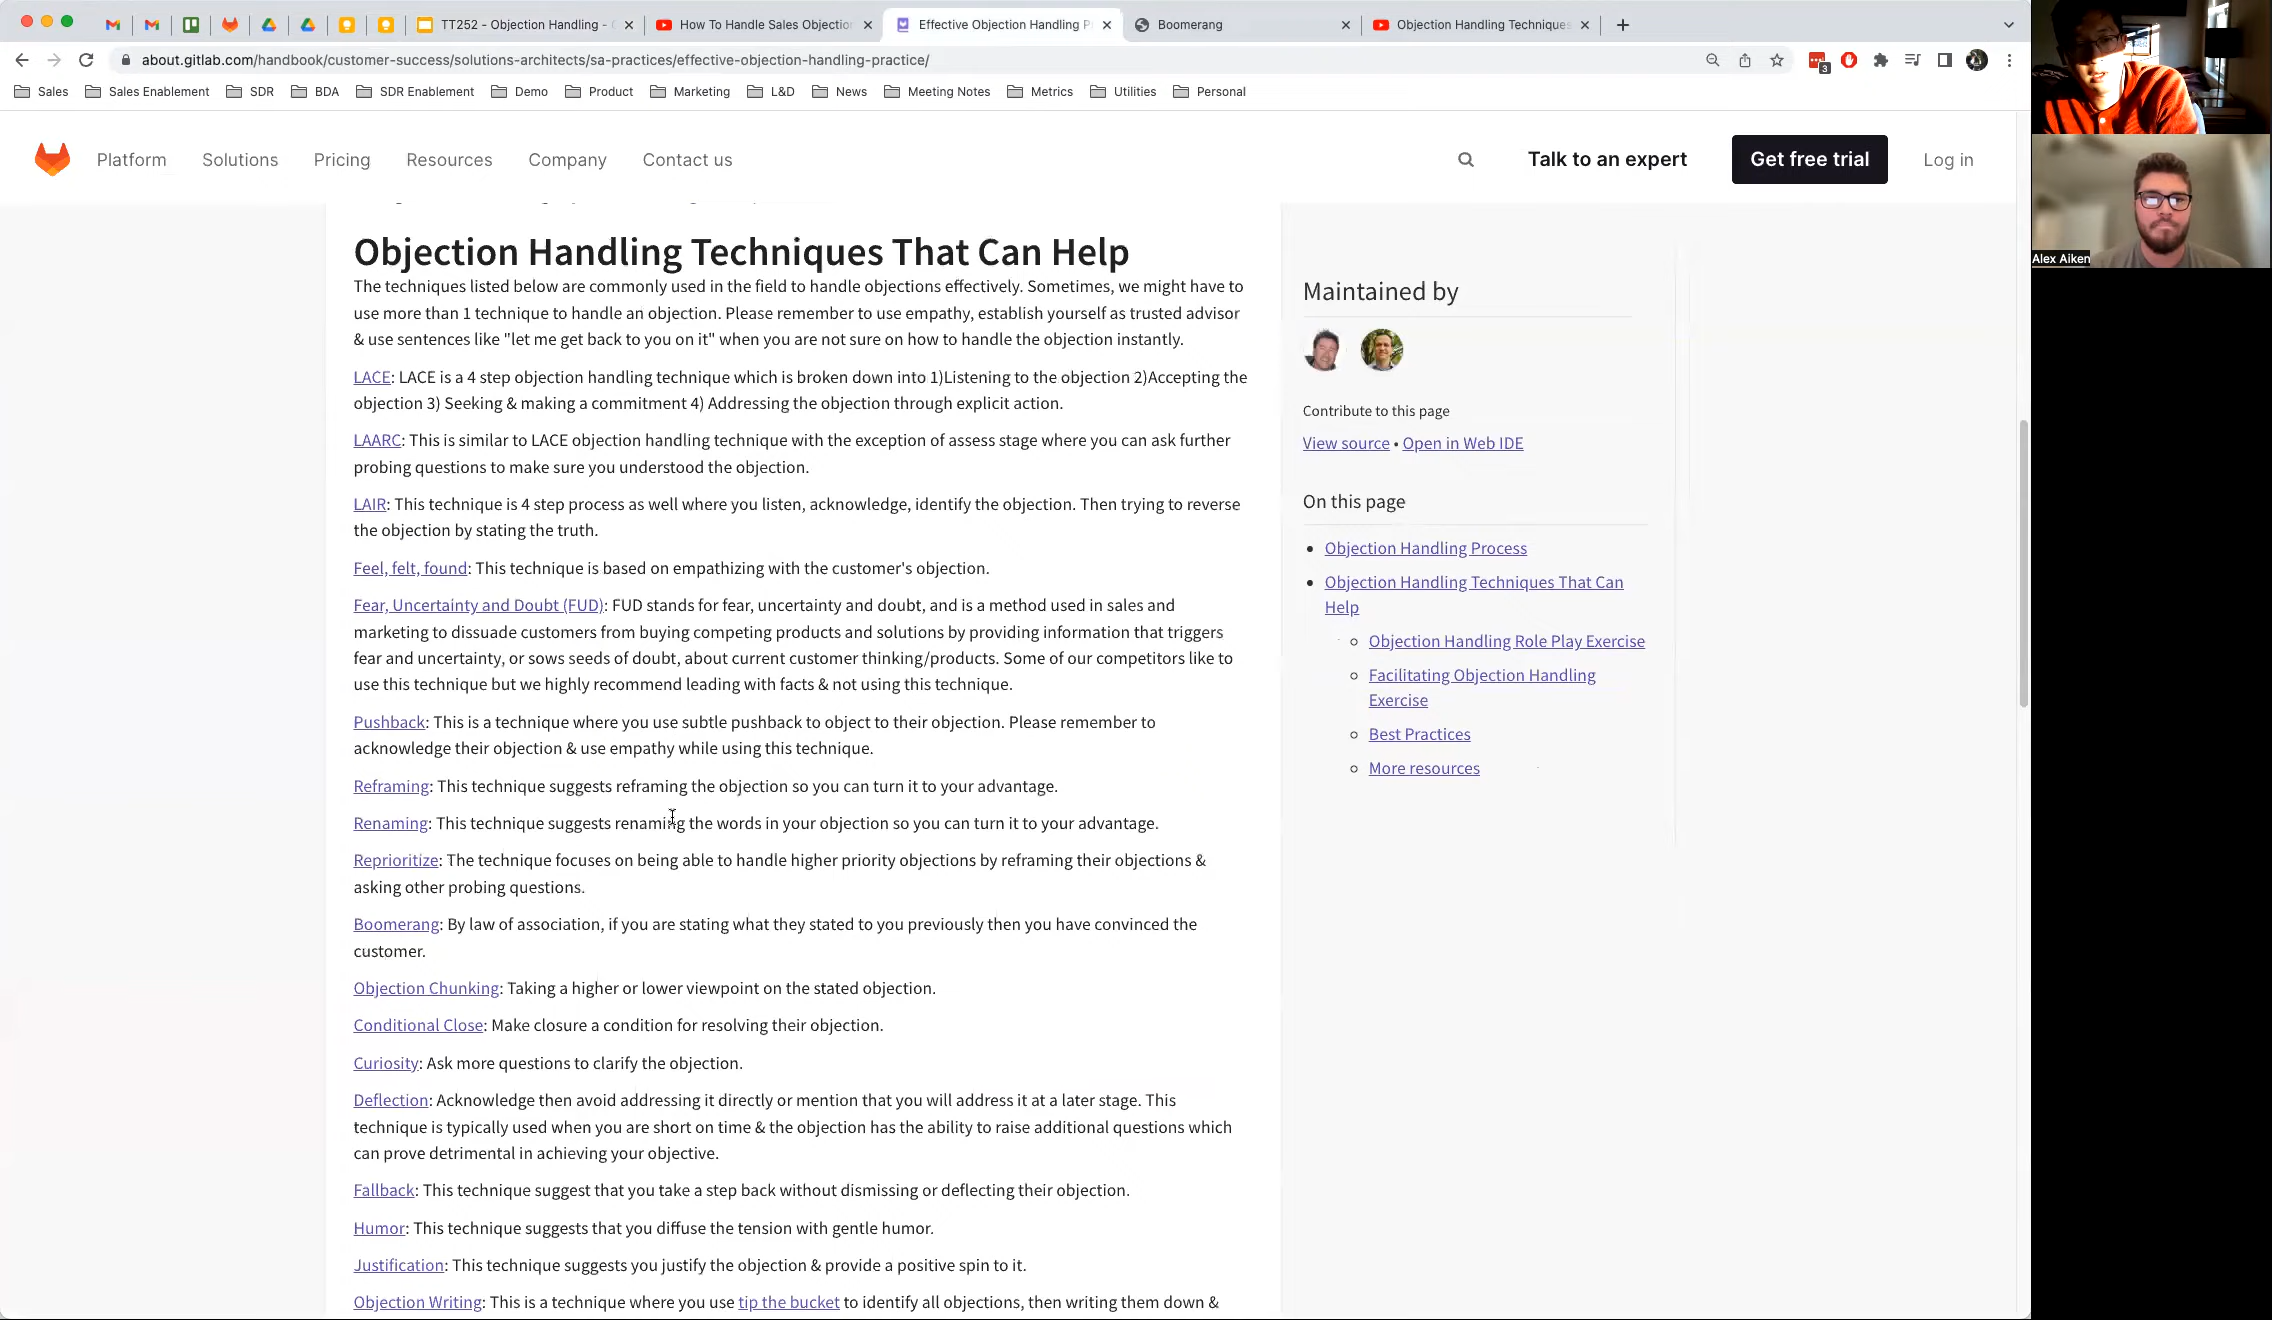 TT252 - Objection Handling -
How To Handle Sales Objection
Effective Objection Handling P
Boomerang
Objection Handling Techniques
about.gitlab.com/handbook/customer-success/solutions-architects/sa-practices/effective-objection-handling-practice/
3
Sales
Sales Enablement
SDR
BDA
SDR Enablement
Demo
Product
Marketing
L&D
News
Meeting Notes
Metrics
Utilities
Personal
Platform
Solutions
Pricing
Resources
Company
Contact us
Talk to an expert
Get free trial
Log in
Objection Handling Techniques That Can Help
The techniques listed below are commonly used in the field to handle objections effectively. Sometimes, we might have to
use more than 1 technique to handle an objection. Please remember to use empathy, establish yourself as trusted advisor
& use sentences like "let me get back to you on it" when you are not sure on how to handle the objection instantly.
LACE: LACE is a 4 step objection handling technique which is broken down into 1)Listening to the objection 2)Accepting the
objection 3) Seeking & making a commitment 4) Addressing the objection through explicit action.
LAARC: This is similar to LACE objection handling technique with the exception of assess stage where you can ask further
probing questions to make sure you understood the objection.
LAIR: This technique is 4 step process as well where you listen, acknowledge, identify the objection. Then trying to reverse
the objection by stating the truth.
Feel, felt, found: This technique is based on empathizing with the customer's objection.
Fear, Uncertainty and Doubt (FUD): FUD stands for fear, uncertainty and doubt, and is a method used in sales and
marketing to dissuade customers from buying competing products and solutions by providing information that triggers
fear and uncertainty, or sows seeds of doubt, about current customer thinking/products. Some of our competitors like to
use this technique but we highly recommend leading with facts & not using this technique.
Pushback: This is a technique where you use subtle pushback to object to their objection. Please remember to
acknowledge their objection & use empathy while using this technique.
Reframing: This technique suggests reframing the objection so you can turn it to your advantage.
Renaming: This technique suggests renaming the words in your objection so you can turn it to your advantage.
Reprioritize: The technique focuses on being able to handle higher priority objections by reframing their objections &
asking other probing questions.
Boomerang: By law of association, if you are stating what they stated to you previously then you have convinced the
customer.
Objection Chunking: Taking a higher or lower viewpoint on the stated objection.
Conditional Close: Make closure a condition for resolving their objection.
Curiosity: Ask more questions to clarify the objection.
Deflection: Acknowledge then avoid addressing it directly or mention that you will address it at a later stage. This
technique is typically used when you are short on time & the objection has the ability to raise additional questions which
can prove detrimental in achieving your objective.
Fallback: This technique suggest that you take a step back without dismissing or deflecting their objection.
Humor: This technique suggests that you diffuse the tension with gentle humor.
Justification: This technique suggests you justify the objection & provide a positive spin to it.
Objection Writing: This is a technique where you use tip the bucket to identify all objections, then writing them down &
Maintained by
Contribute to this page
View source • Open in Web IDE
On this page
Objection Handling Process
Objection Handling Techniques That Can
Help
Objection Handling Role Play Exercise
Facilitating Objection Handling
Exercise
Best Practices
More resources
Alex Aiken